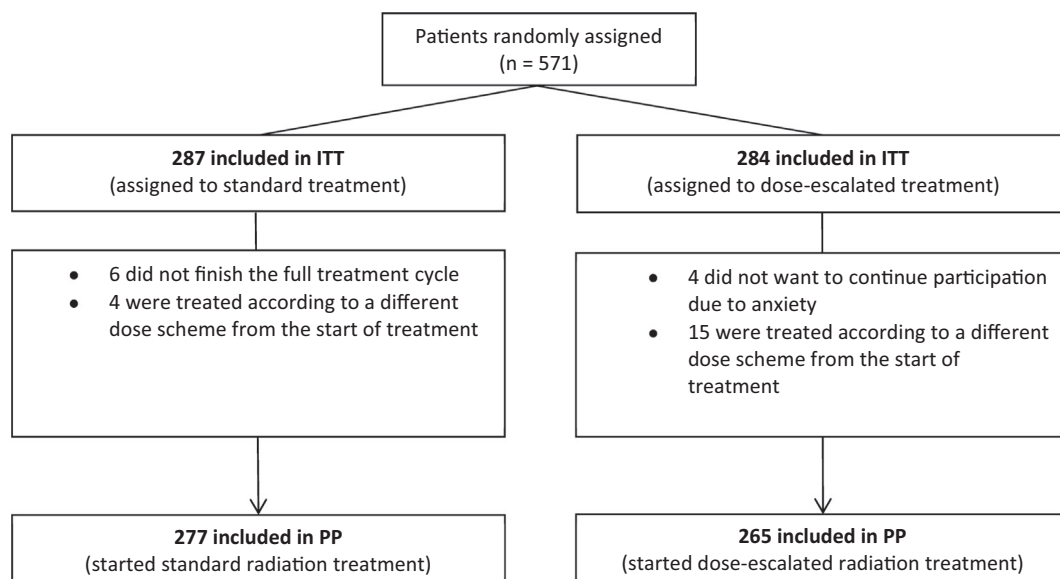 Patients randomly assigned
(n = 571)
287 included in ITT
(assigned to standard treatment)
284 included in ITT
(assigned to dose-escalated treatment)
● 6 did not finish the full treatment cycle
● 4 were treated according to a different
dose scheme from the start of treatment
● 4 did not want to continue participation
due to anxiety
● 15 were treated according to a different
dose scheme from the start of
treatment
277 included in PP
(started standard radiation treatment)
265 included in PP
(started dose-escalated radiation treatment)